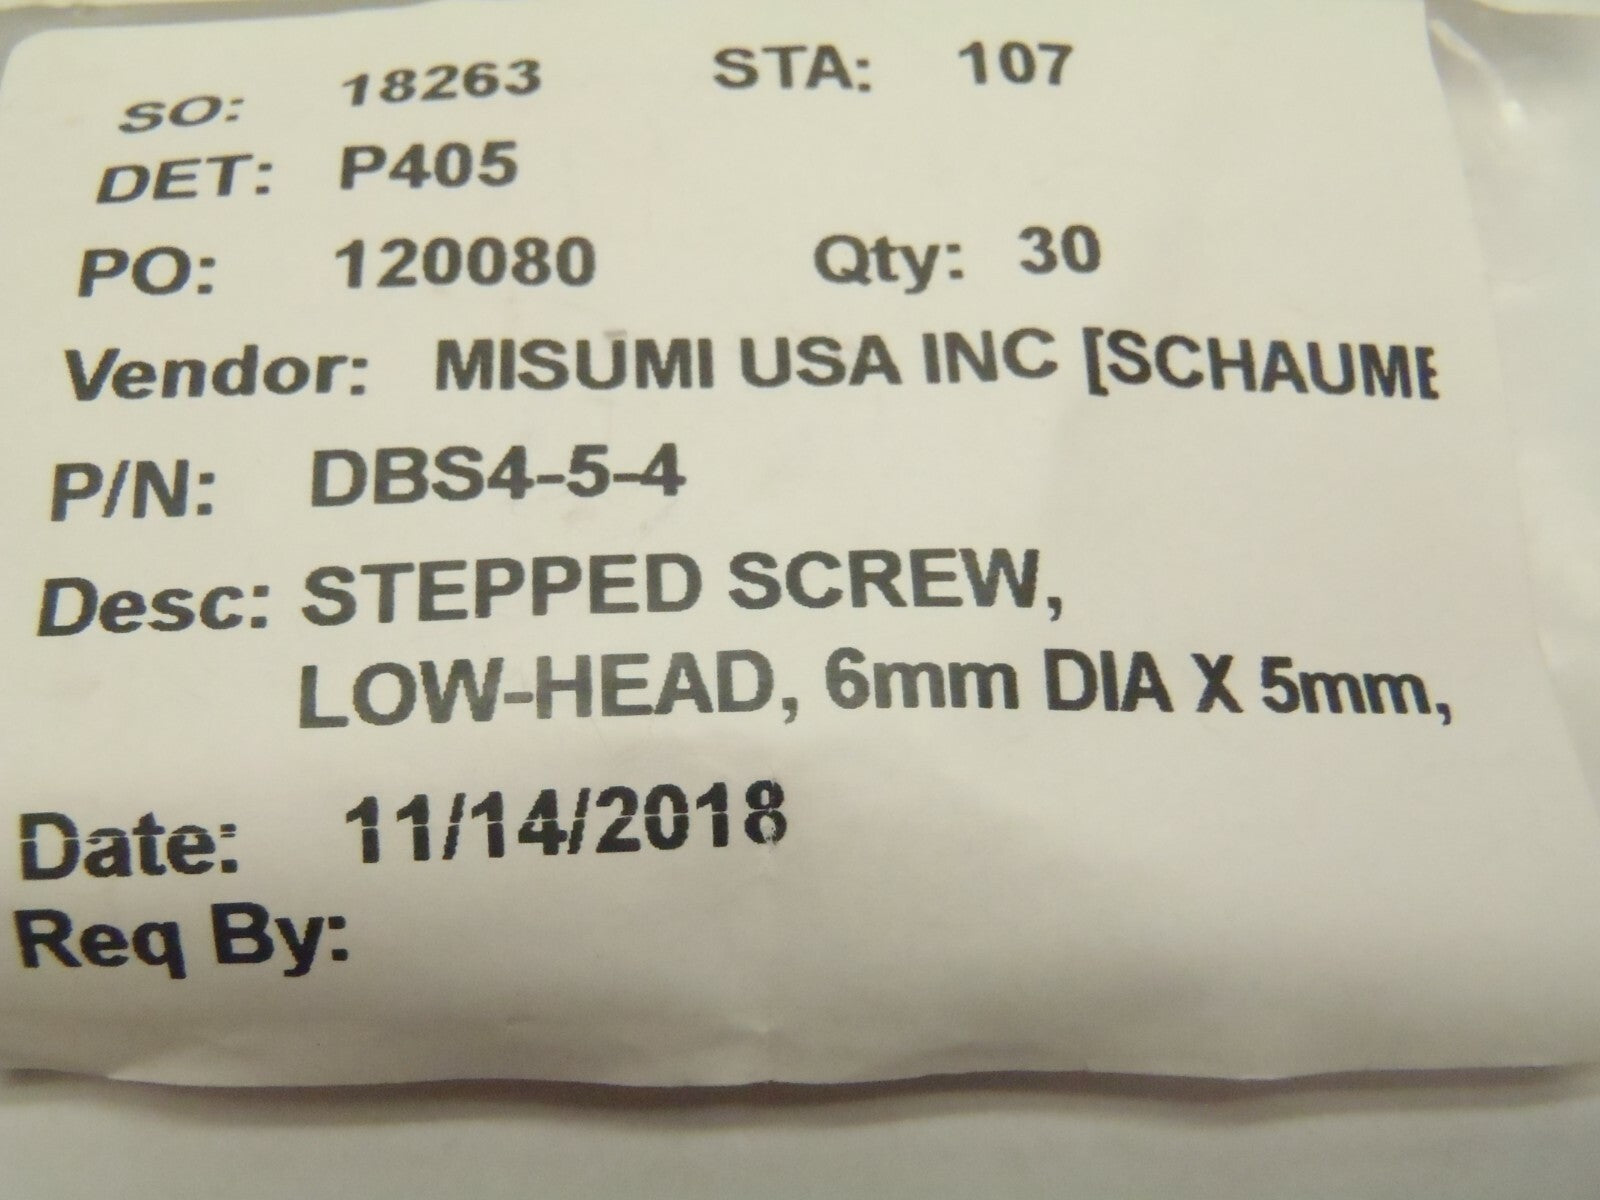 SO: 18263 STA: 107
DET: P405
PO: 120080 Qty: 30
Vendor: MISUMI USA INC [SCHAUME
P/N: DBS4-5-4
Desc: STEPPED SCREW,
LOW-HEAD, 6mm DIA X 5mm,
Date: 11/14/2018
Req By: